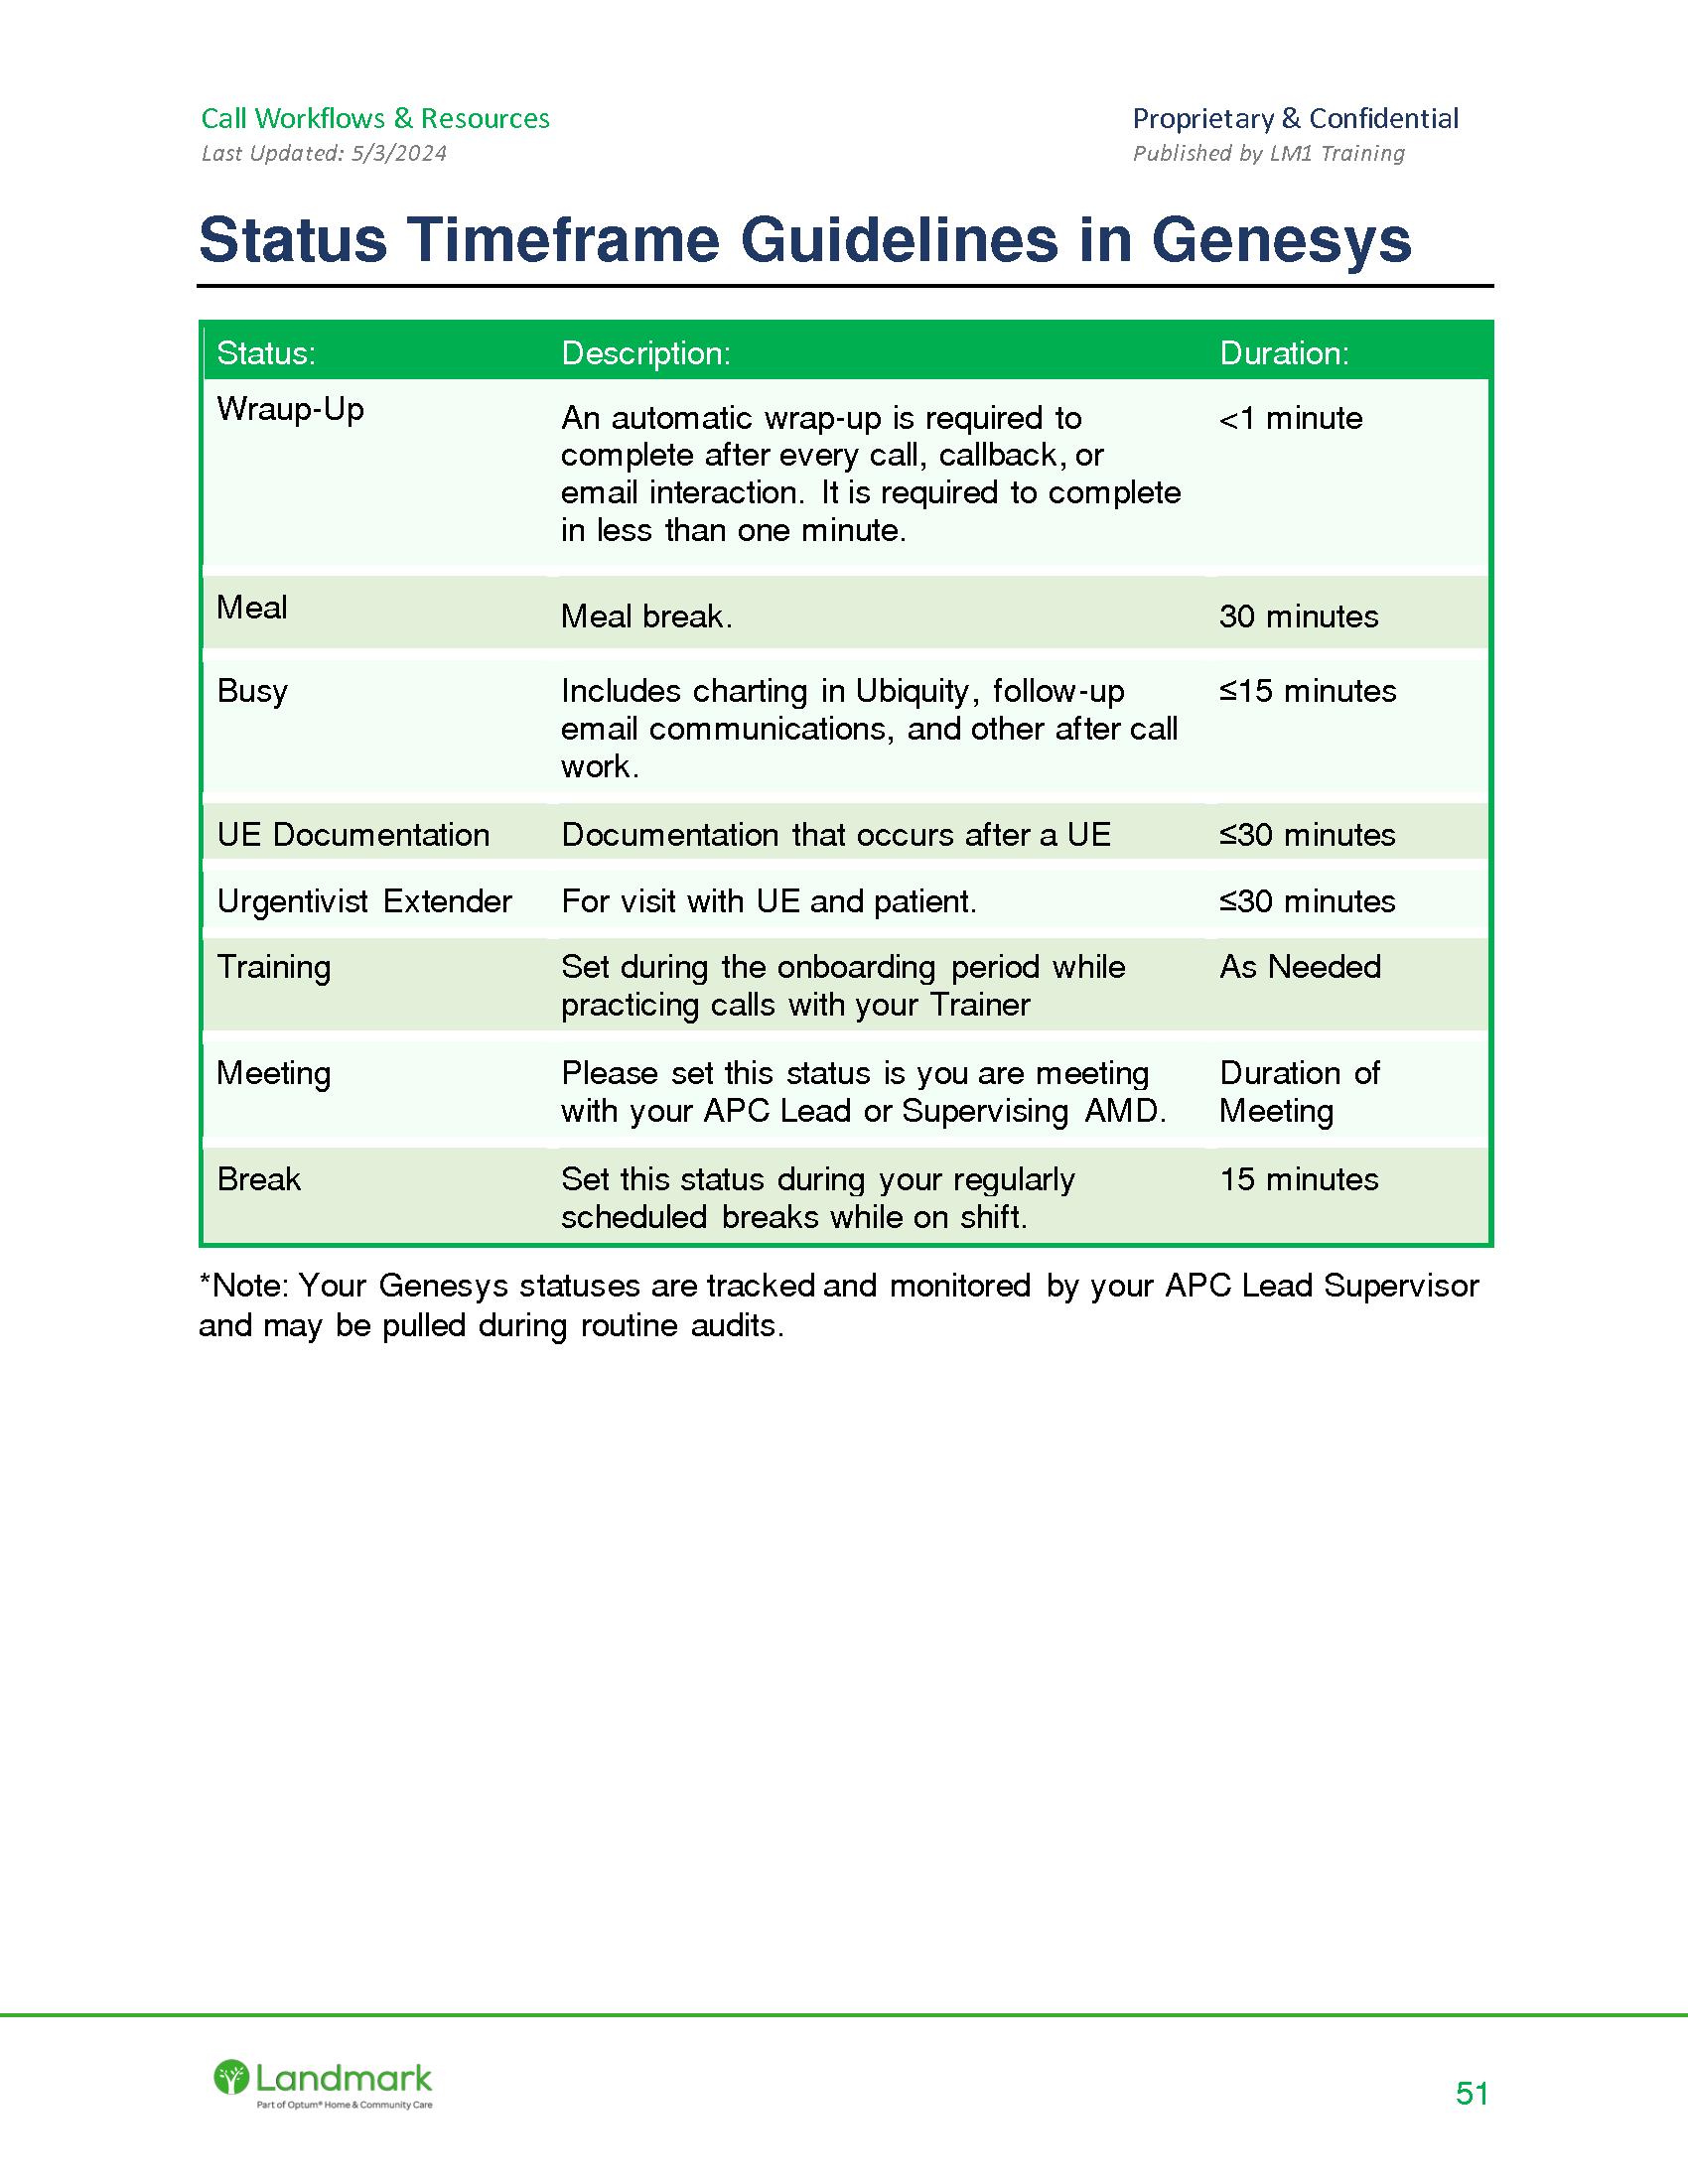 Call Workflows & Resources
Proprietary & Confidential
Last Updated: 5/3/2024
Published by LM1 Training
Status Timeframe Guidelines in Genesys
Status:
Description:
Duration:
Wraup-Up
An automatic wrap-up is required to
complete after every call, callback, or
email interaction. It is required to complete
in less than one minute.
<1 minute
Meal
Meal break.
30 minutes
Busy
Includes charting in Ubiquity, follow-up
email communications, and other after call
work.
≤15 minutes
UE Documentation
Documentation that occurs after a UE
≤30 minutes
Urgentivist Extender
For visit with UE and patient.
≤30 minutes
Training
Set during the onboarding period while
practicing calls with your Trainer
As Needed
Meeting
Please set this status is you are meeting
with your APC Lead or Supervising AMD.
Duration of
Meeting
Break
Set this status during your regularly
scheduled breaks while on shift.
15 minutes
*Note: Your Genesys statuses are tracked and monitored by your APC Lead Supervisor
and may be pulled during routine audits.
Landmark
Part of Optum® Home & Community Care
51